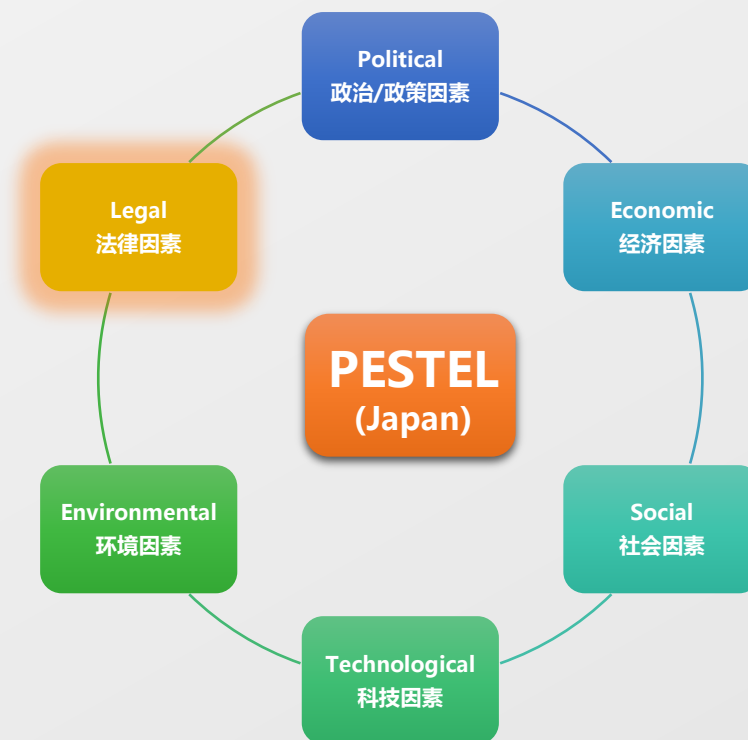 Political
政治/政策因素
Legal
法律因素
Economic
经济因素
PESTEL
(Japan)
Environmental
环境因素
Social
社会因素
Technological
科技因素